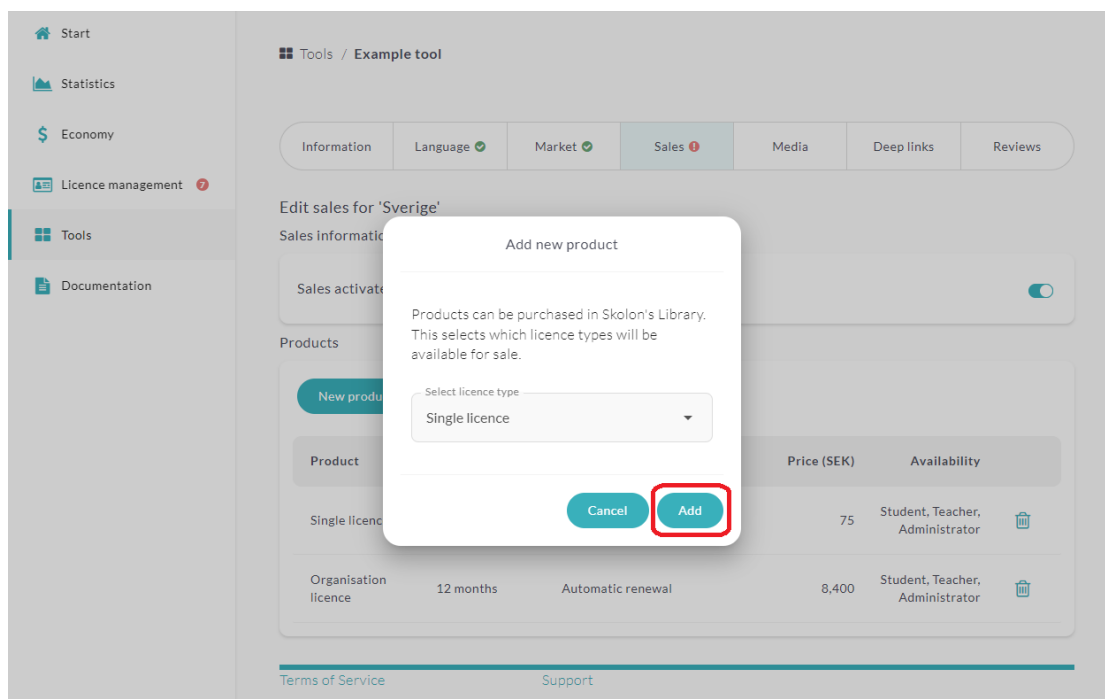 Start
Statistics
Economy
Licence management 7
Tools
Documentation
Tools / Example tool
Information Language Market Sales Media Deep links Reviews
Edit sales for 'Sverige'
Sales informatio
Sales activate
Products
New produ
Product Price (SEK) Availability
Single licenc 75 Student, Teacher,
Administrator
Organisation
licence 12 months Automatic renewal 8,400 Student, Teacher,
Administrator
Add new product
Products can be purchased in Skolon's Library.
This selects which licence types will be
available for sale.
Select licence type
Single licence
Cancel Add
Terms of Service Support